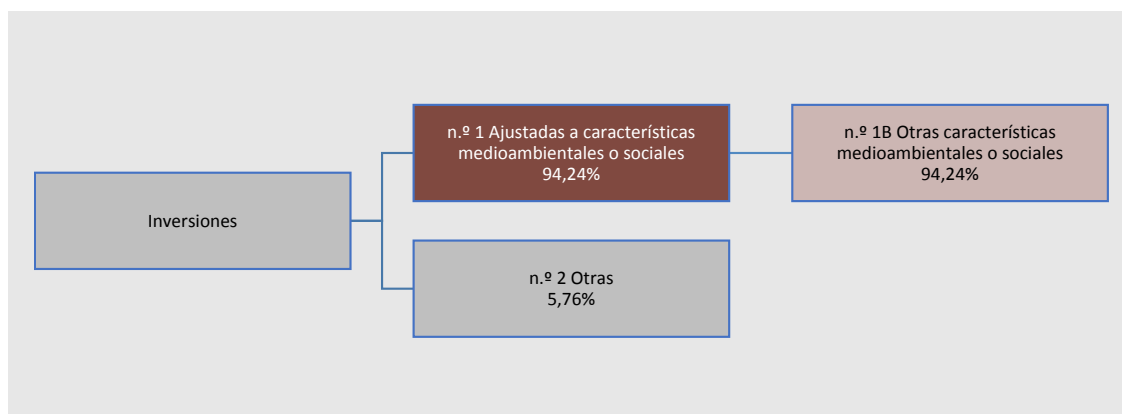 n.º 1 Ajustadas a características
medioambientales o sociales
94,24%
n.º 1B Otras características
medioambientales o sociales
94,24%
Inversiones
n.º 2 Otras
5,76%